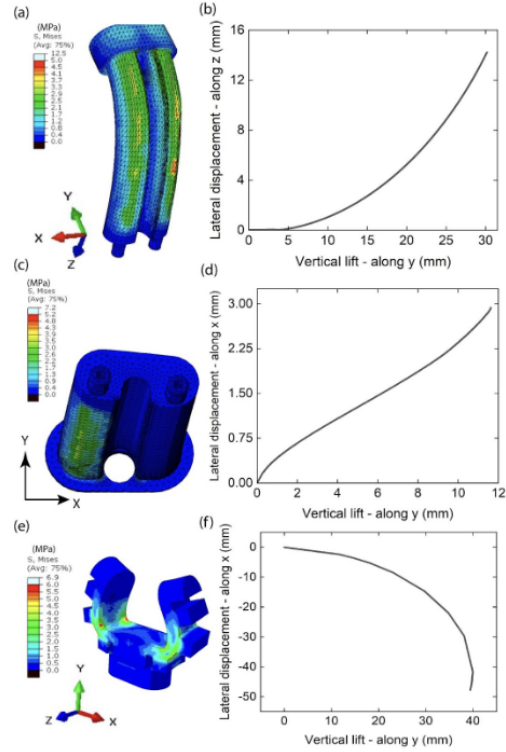 (a)
(MPa)
S, Mises
(Avg: 75%)
12.5
5.0
4.5
4.1
3.7
3.3
2.9
2.5
2.1
1.6
1.2
0.8
0.4
0.0
Y
X
Z
(b)
Lateral displacement - along z (mm)
16
12
8
4
0
0 5 10 15 20 25 30
Vertical lift - along y (mm)
(c)
(MPa)
S, Mises
(Avg: 75%)
7.2
5.2
4.8
4.3
3.9
3.5
3.0
2.6
2.2
1.7
1.3
0.9
0.4
0.0
Y
X
(d)
Lateral displacement - along x (mm)
3.00
2.25
1.50
0.75
0.00
0 2 4 6 8 10 12
Vertical lift - along y (mm)
(e)
(MPa)
S, Mises
(Avg: 75%)
6.9
6.0
5.5
5.0
4.5
4.0
3.5
3.0
2.5
2.0
1.5
1.0
0.5
0.0
Y
Z
X
(f)
Lateral displacement - along x (mm)
0
-10
-20
-30
-40
-50
0 10 20 30 40
Vertical lift - along y (mm)